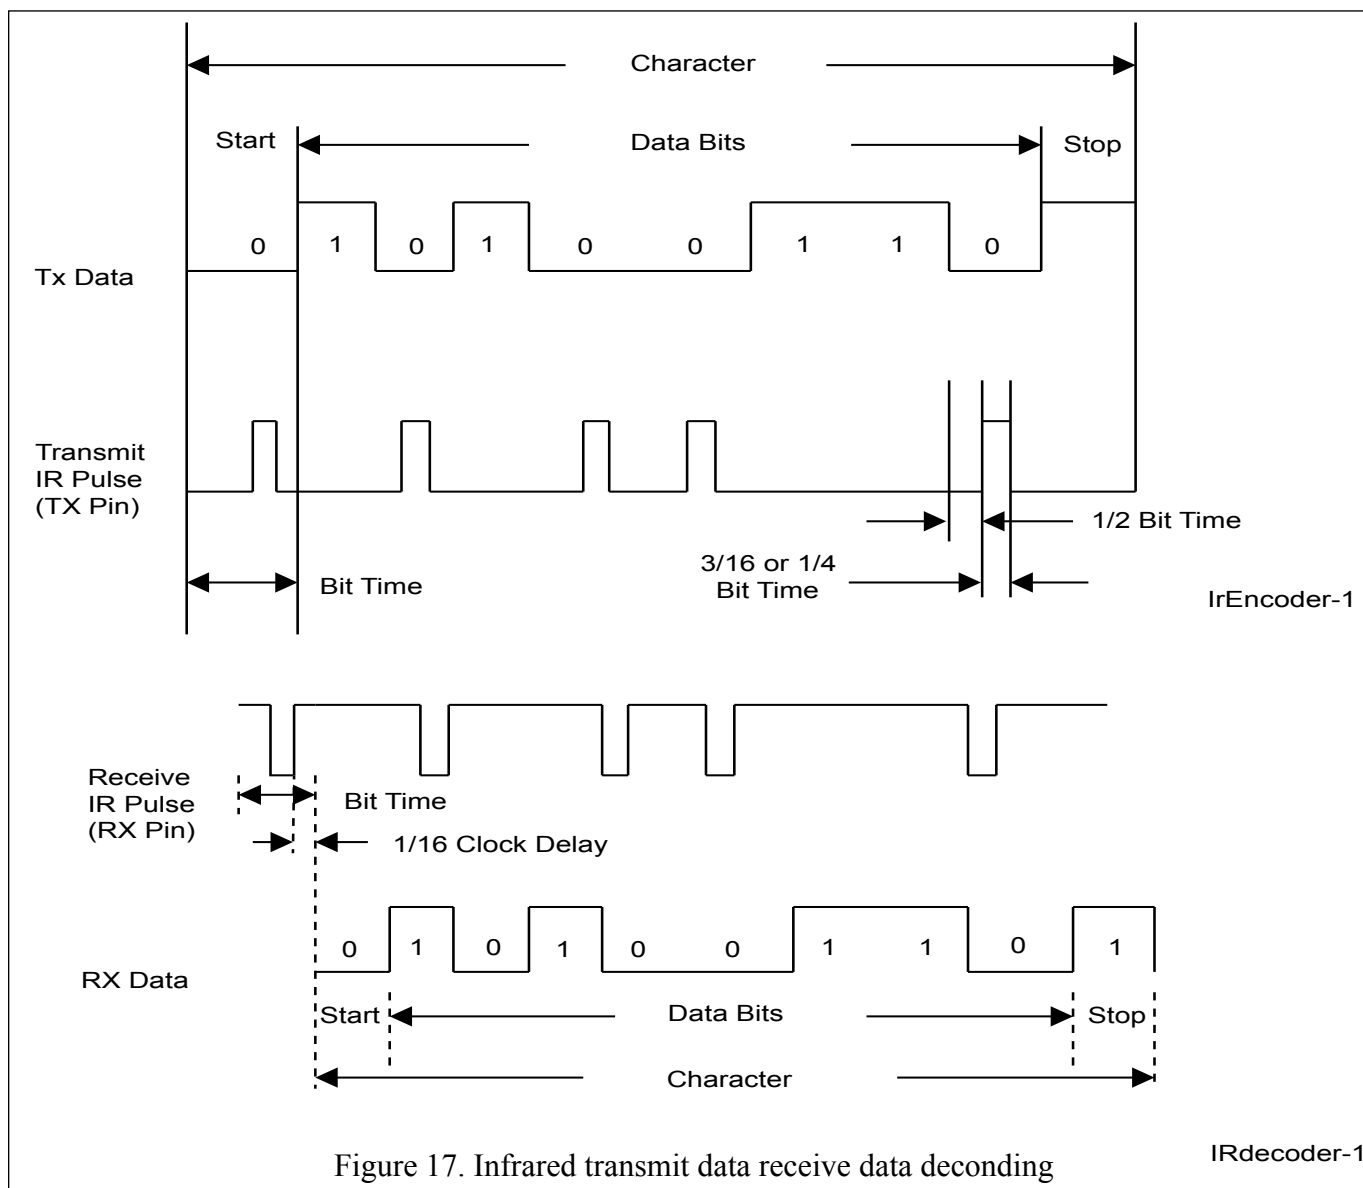 Character
Start Data Bits Stop
0 1 0 1 0 0 1 1 0
Tx Data
Transmit
IR Pulse
(TX Pin)
1/2 Bit Time
3/16 or 1/4
Bit Time
Bit Time
IrEncoder-1
Receive
IR Pulse
(RX Pin)
Bit Time
1/16 Clock Delay
0 1 0 1 0 0 1 1 0 1
RX Data
Start Data Bits Stop
Character
IRdecoder-1
Figure 17. Infrared transmit data receive data deconding